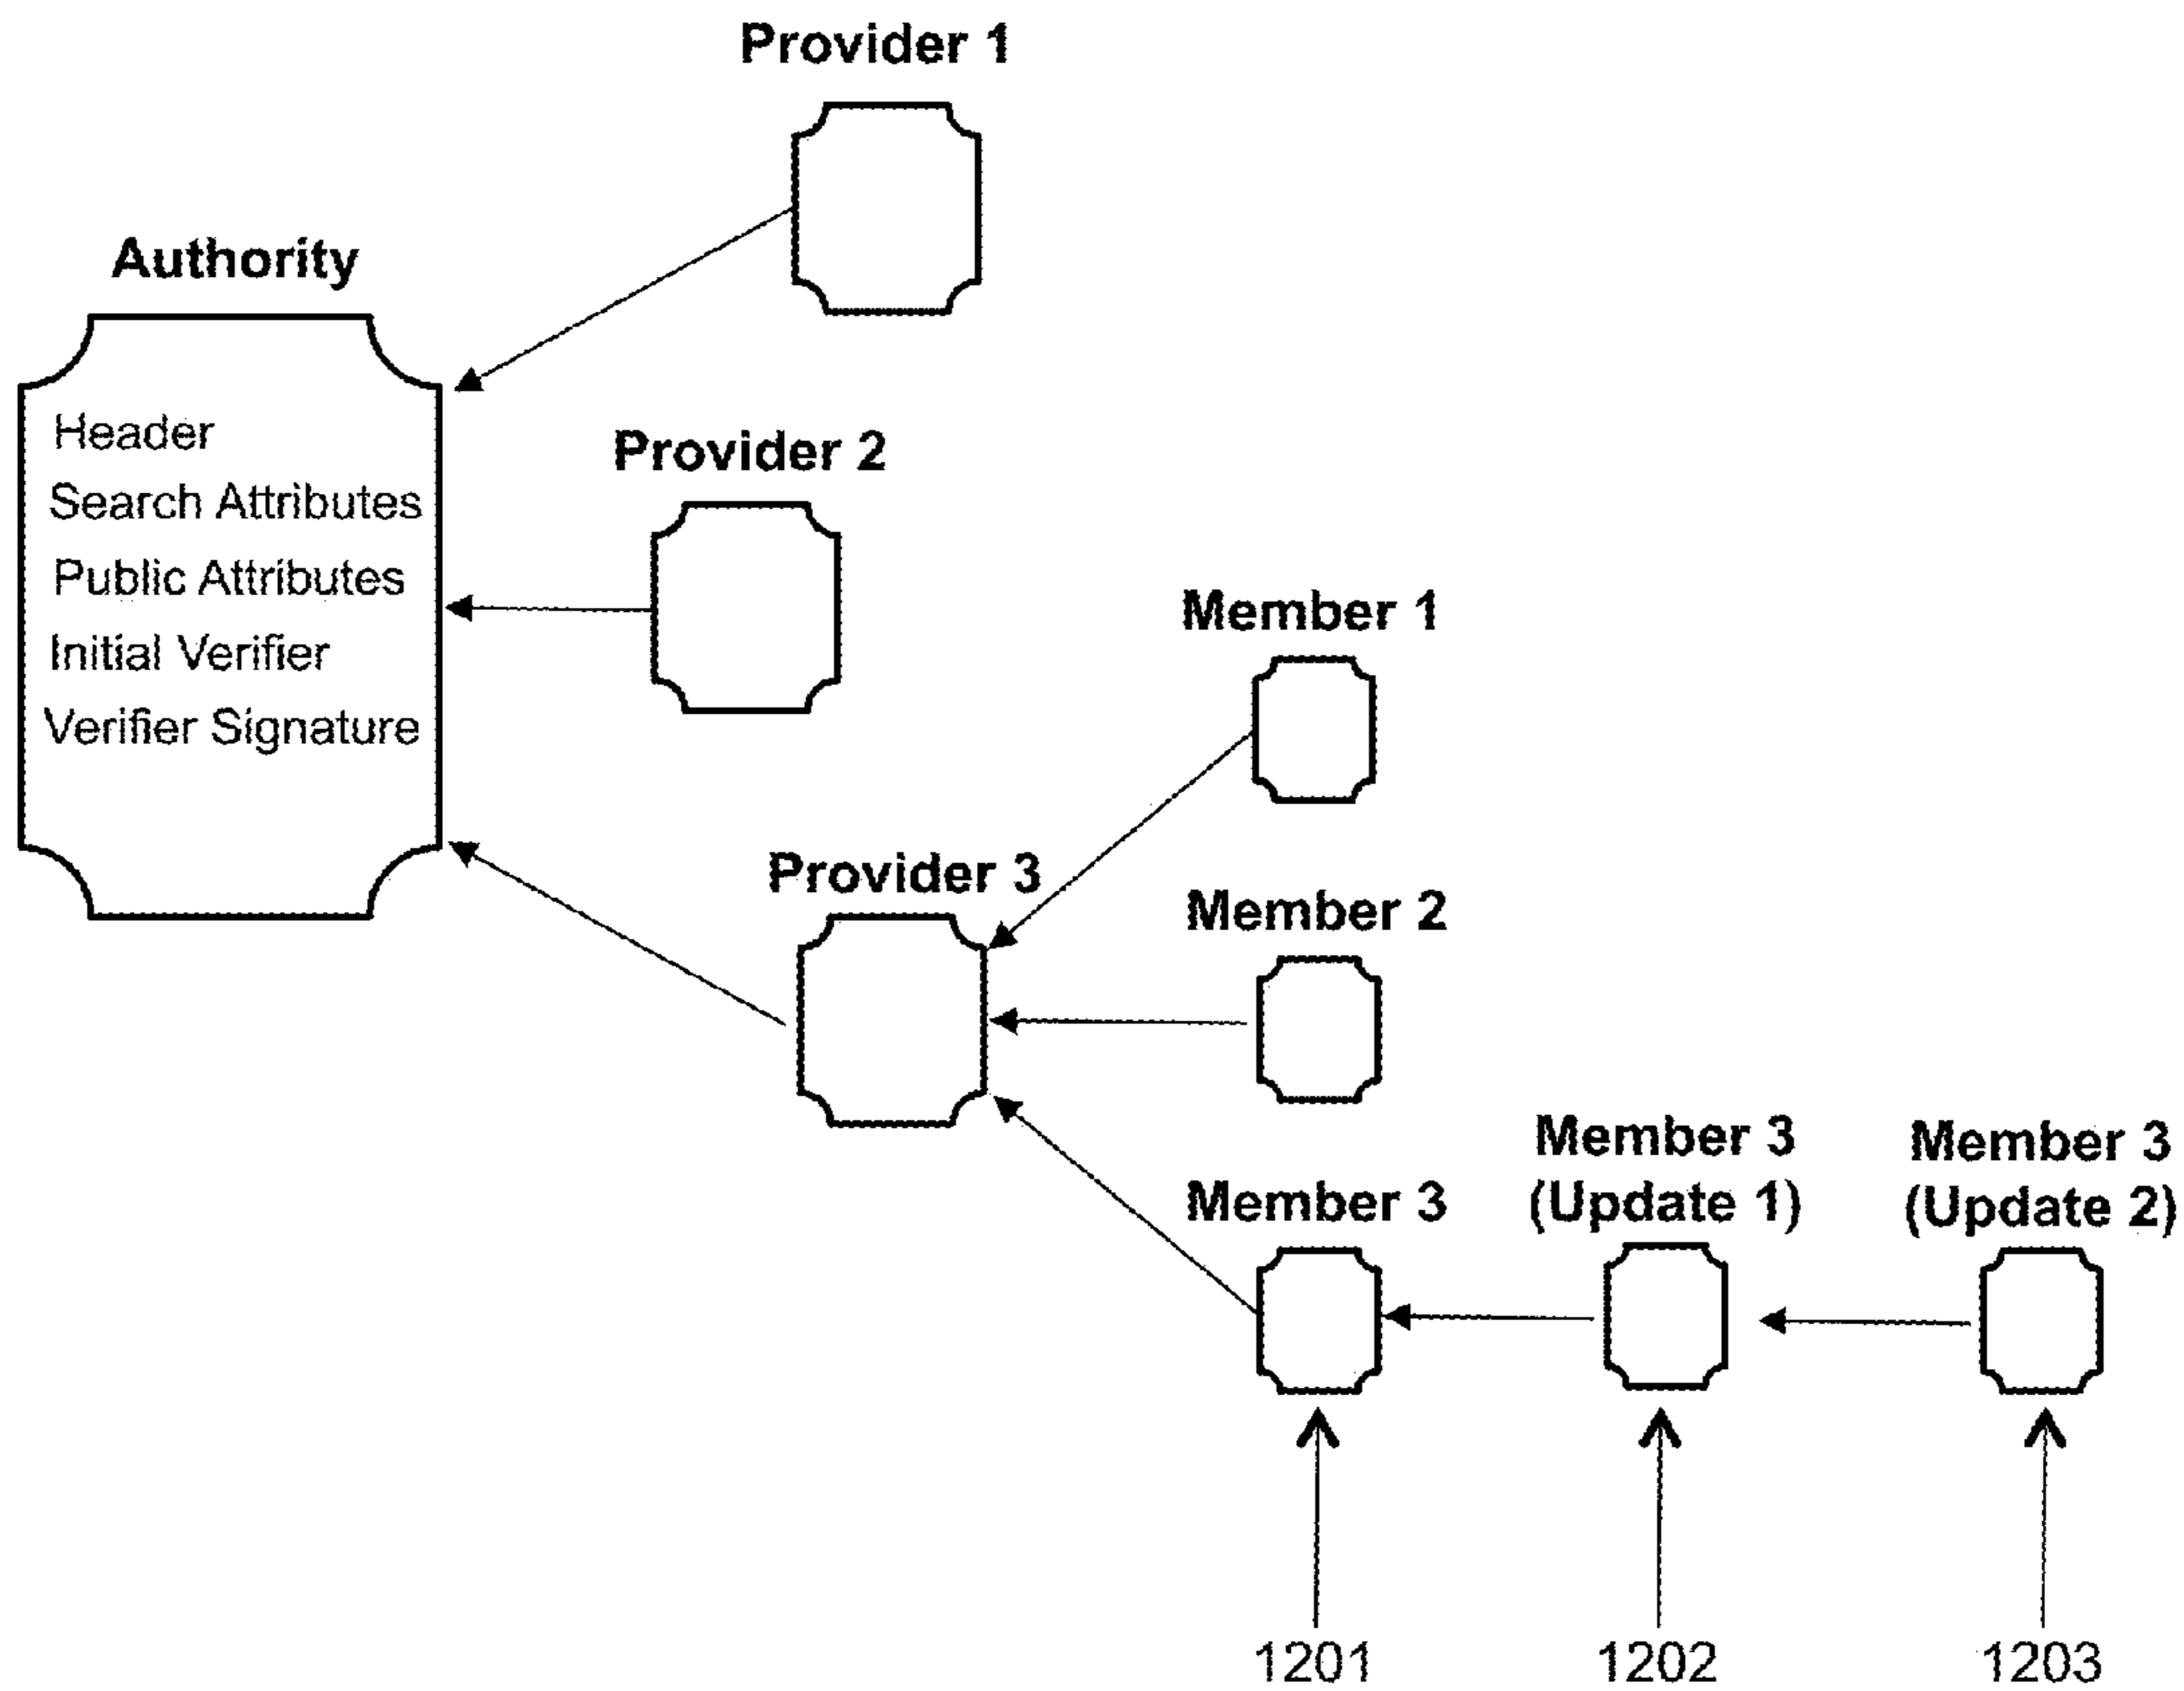 Provider 1
Authority
Header
Search Attributes
Public Attributes
Initial Verifier
Verifier Signature
Provider 2
Member 1
Provider 3
Member 2
Member 3
Member 3
(Update 1)
Member 3
(Update 2)
1201
1202
1203